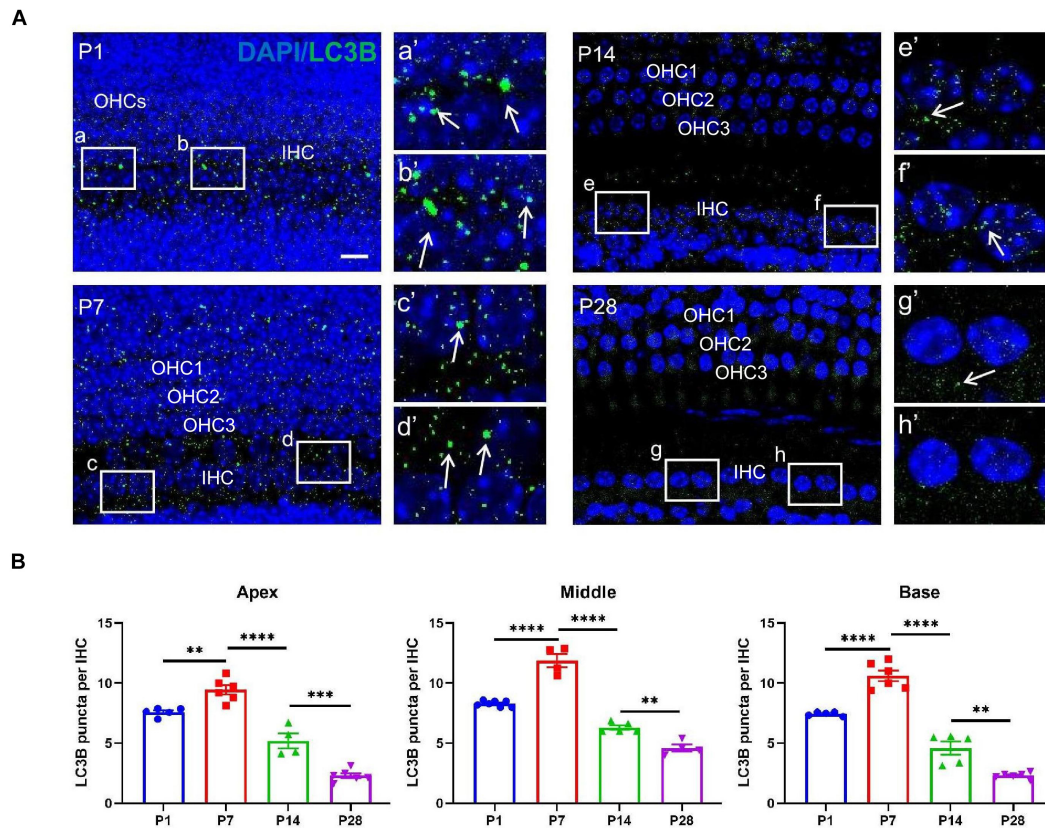 A
P1
DAPI/LC3B
OHCs
a
b
IHC
a’
b’
P14
OHC1
OHC2
OHC3
e
IHC
f
e’
f’
P7
OHC1
OHC2
OHC3
d
c
IHC
c’
d’
P28
OHC1
OHC2
OHC3
g
IHC
h
g’
h’
B
Apex
LC3B puncta per IHC
15
10
5
0
**
****
***
P1 P7 P14 P28
Middle
LC3B puncta per IHC
15
10
5
0
****
****
**
P1 P7 P14 P28
Base
LC3B puncta per IHC
15
10
5
0
****
****
**
P1 P7 P14 P28